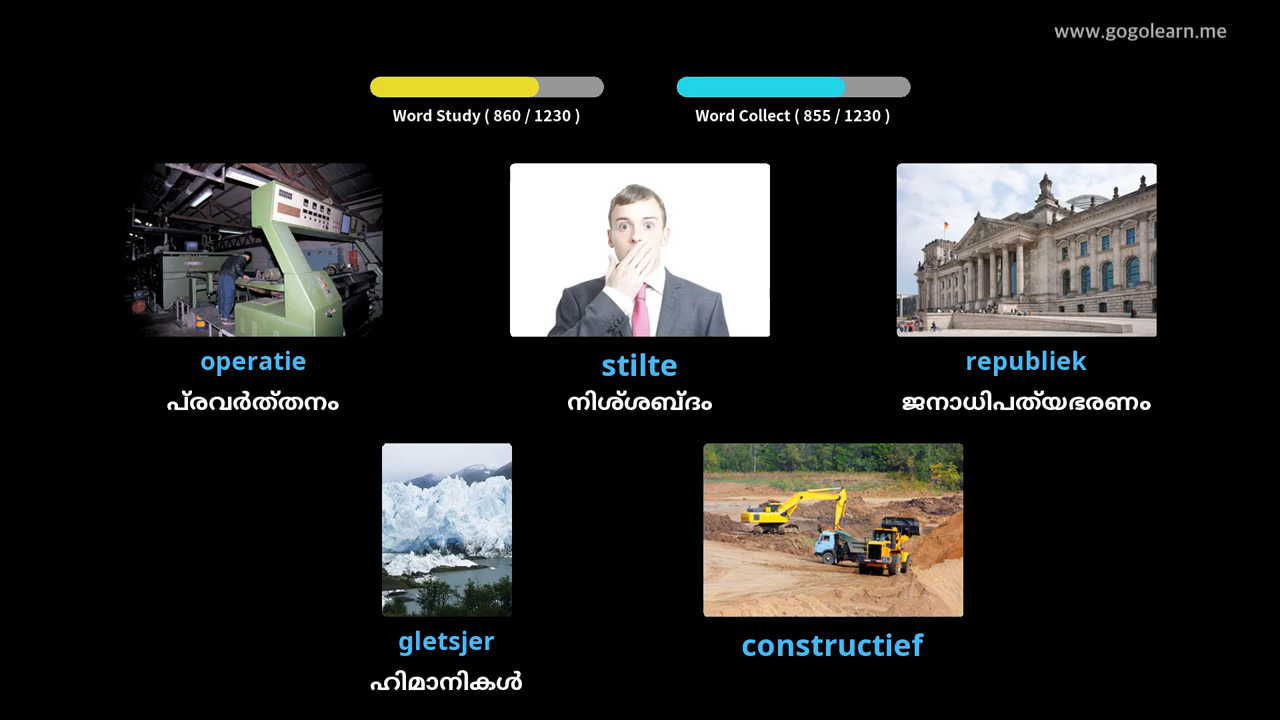 www.gogolearn.me
Word Study ( 860 / 1230 )
Word Collect ( 855 / 1230 )
operatie
പ്രവർത്തനം
stilte
നിശ്ശബ്ദം
republiek
ജനാധിപത്യഭരണം
gletsjer
ഹിമാനികൾ
constructief